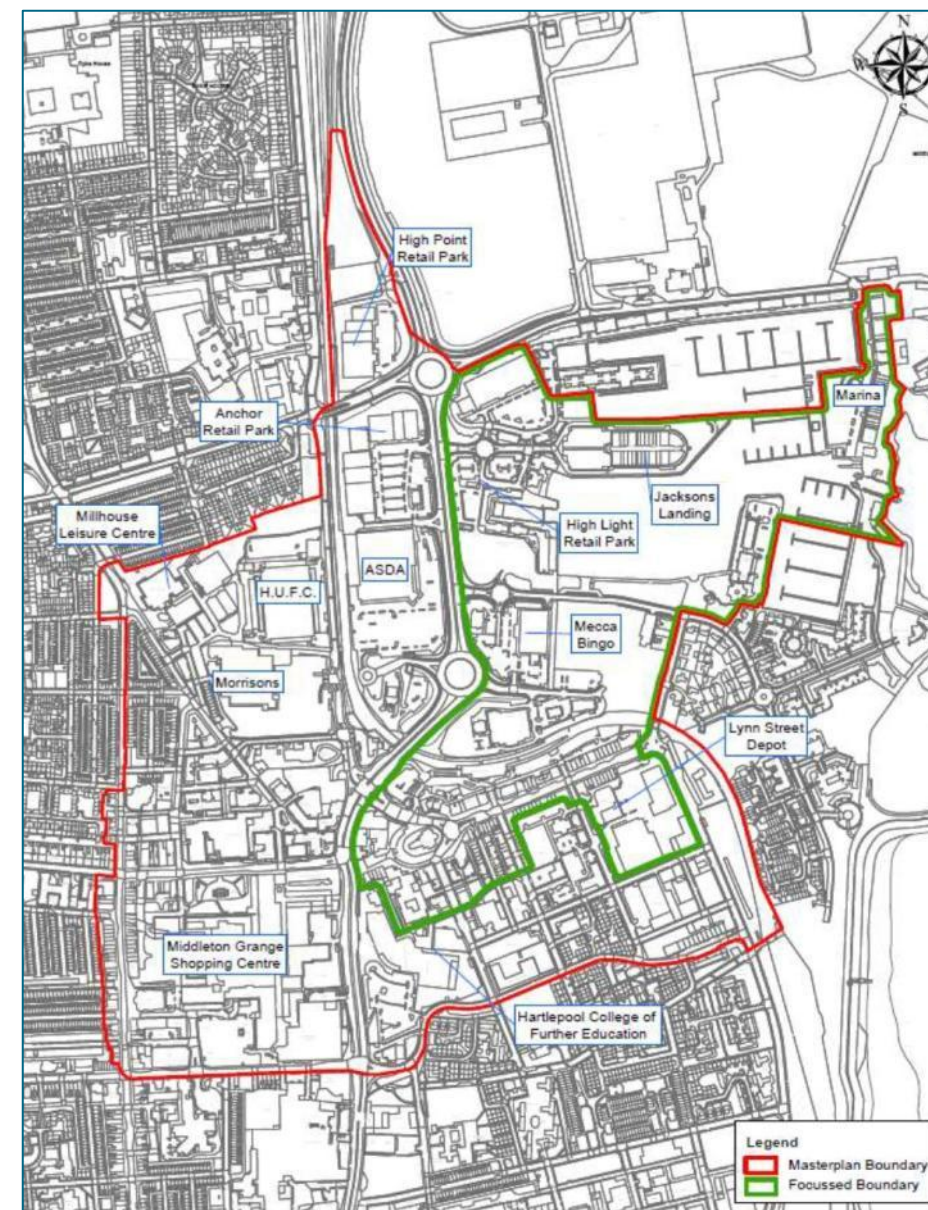 N
W
S
High Point
Retail Park
Anchor
Retail Park
Marina
Millhouse
Leisure Centre
Jacksons
Landing
High Light
Retail Park
H.U.F.C.
ASDA
Mecca
Bingo
Morrisons
Lynn Street
Depot
Middleton Grange
Shopping Centre
Hartlepool College of
Further Education
Legend
Masterplan Boundary
Focussed Boundary